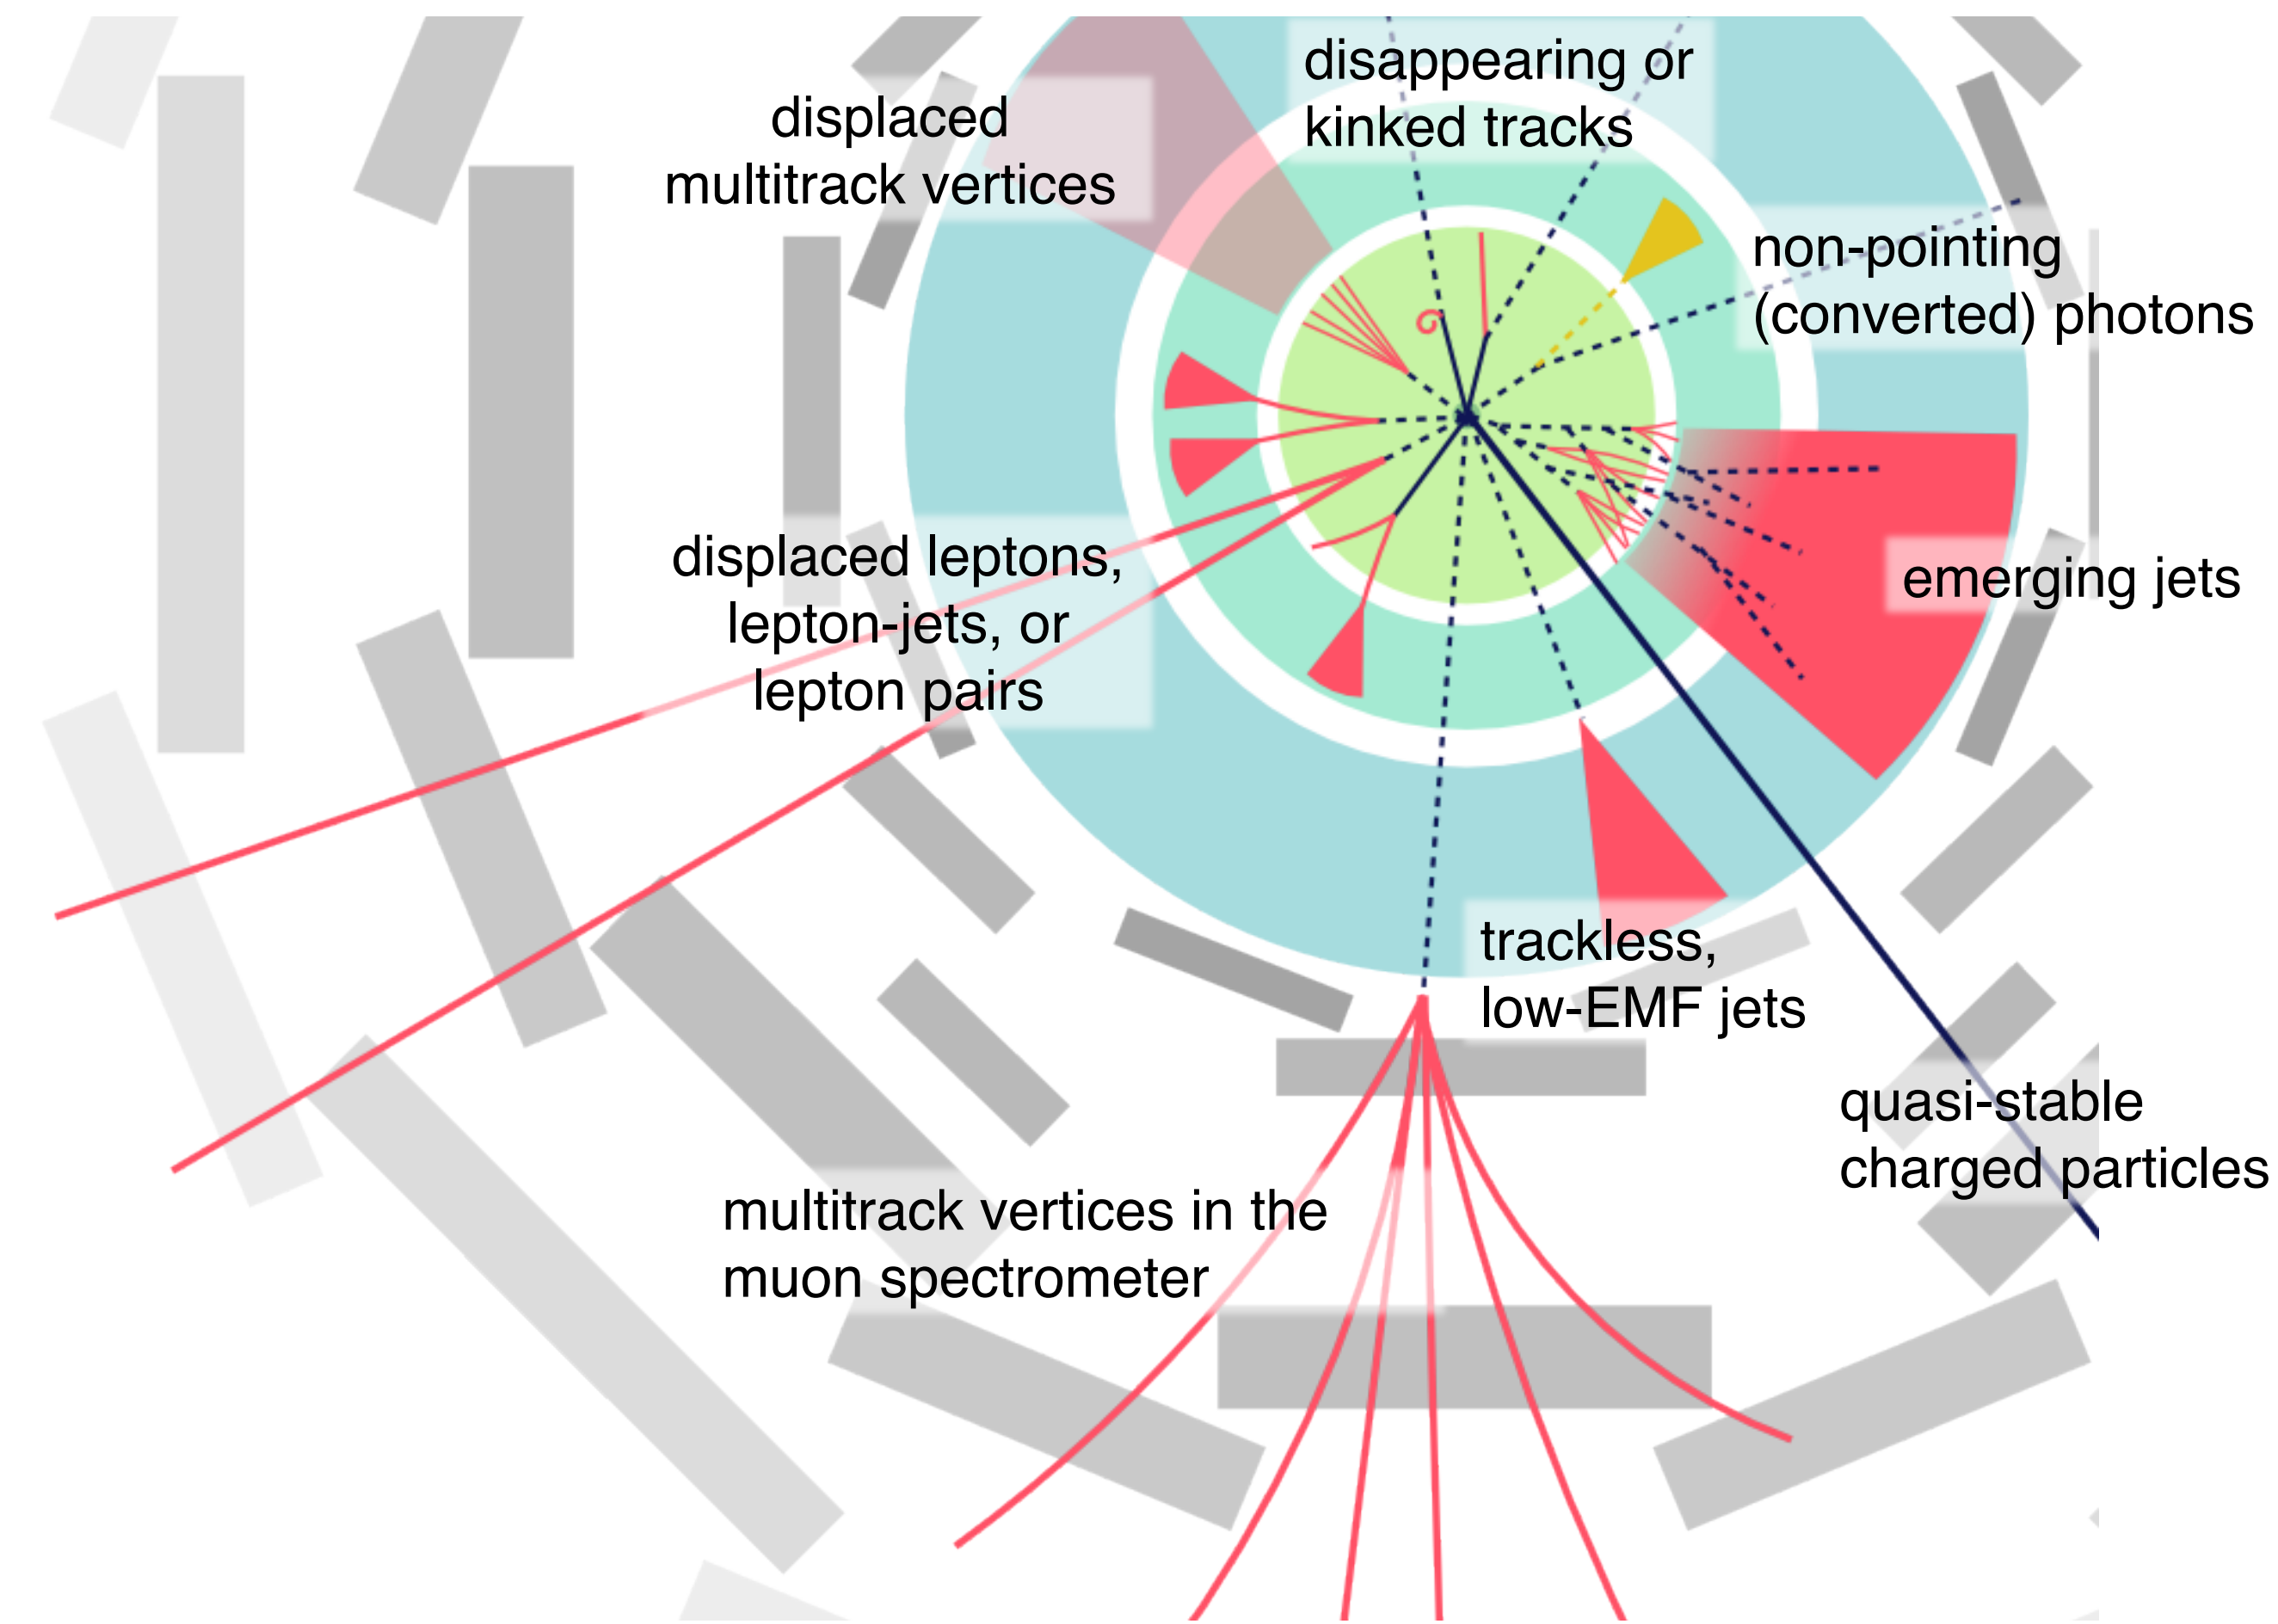 disappearing or
kinked tracks
displaced
multitrack vertices
non-pointing
(converted) photons
displaced leptons,
lepton-jets, or
lepton pairs
emerging jets
trackless,
low-EMF jets
quasi-stable
charged particles
multitrack vertices in the
muon spectrometer